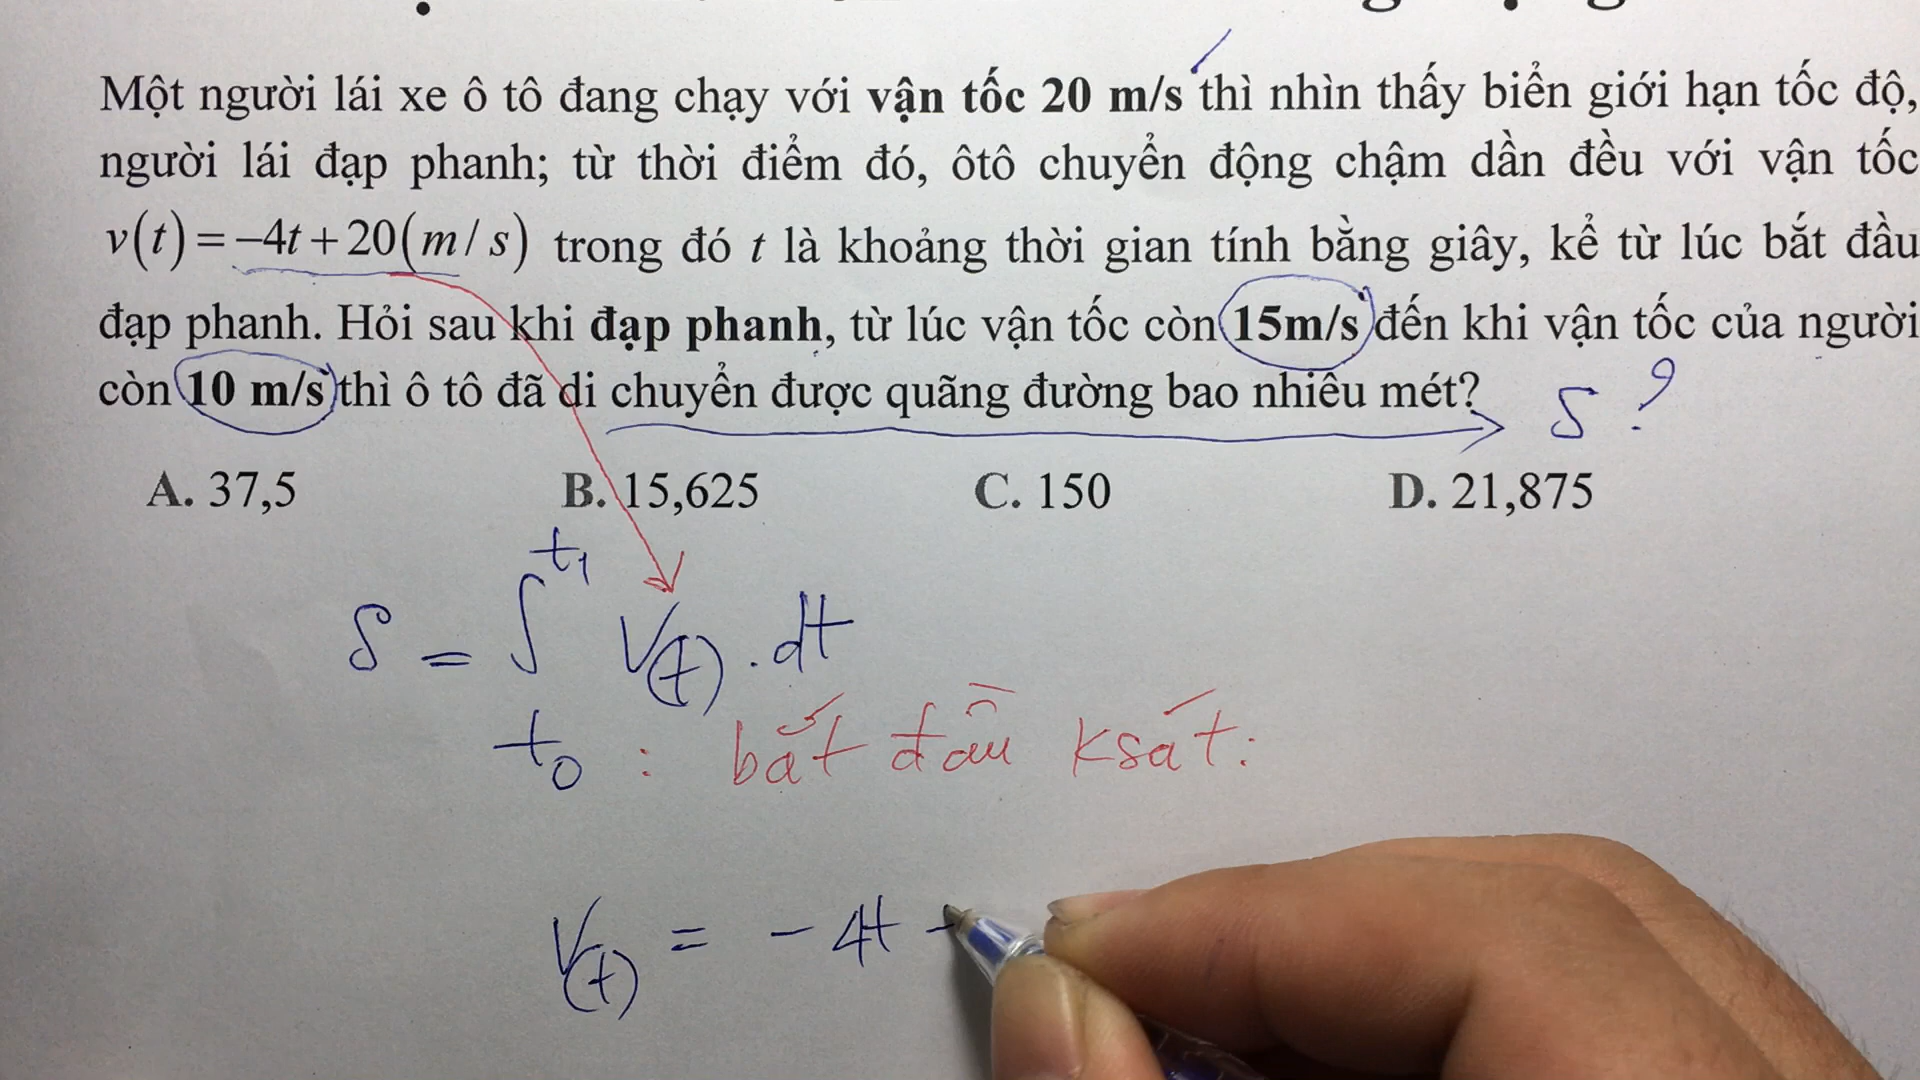 Một người lái xe ô tô đang chạy với vận tốc 20 m/s thì nhìn thấy biển giới hạn tốc độ,
người lái đạp phanh; từ thời điểm đó, ôtô chuyển động chậm dần đều với vận tốc
v(t) = −4t + 20(m / s) trong đó t là khoảng thời gian tính bằng giây, kể từ lúc bắt đầu
đạp phanh. Hỏi sau khi đạp phanh, từ lúc vận tốc còn 15m/s đến khi vận tốc của người
còn 10 m/s thì ô tô đã di chuyển được quãng đường bao nhiêu mét? S ?
A. 37,5 B. 15,625 C. 150 D. 21,875
t₁
S = ∫ V(t) . dt
t₀ : bắt đầu ksát :
V(t) = − 4t −